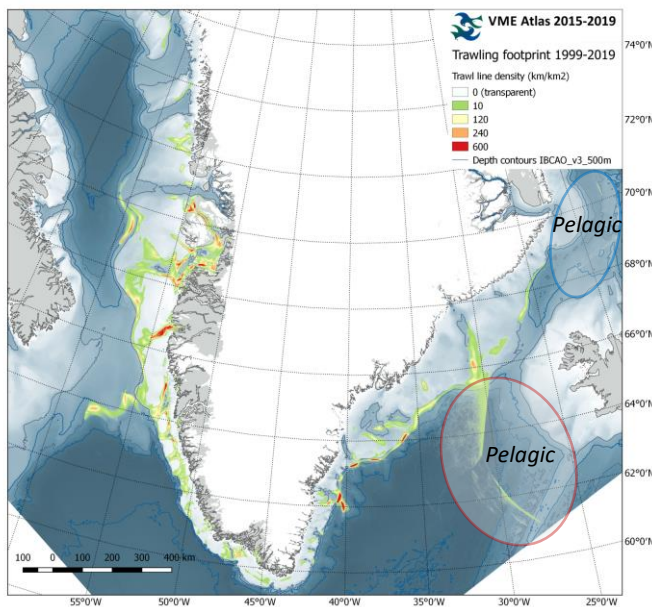 VME Atlas 2015-2019
Trawling footprint 1999-2019
Trawl line density (km/km2)
0 (transparent)
10
120
240
600
Depth contours IBCAO_v3_500m
74°0'N
72°0'N
70°0'N
Pelagic
68°0'N
66°0'N
64°0'N
Pelagic
62°0'N
60°0'N
100 0 100 200 300 400 km
55°0'W 50°0'W 45°0'W 40°0'W 35°0'W 30°0'W 25°0'W